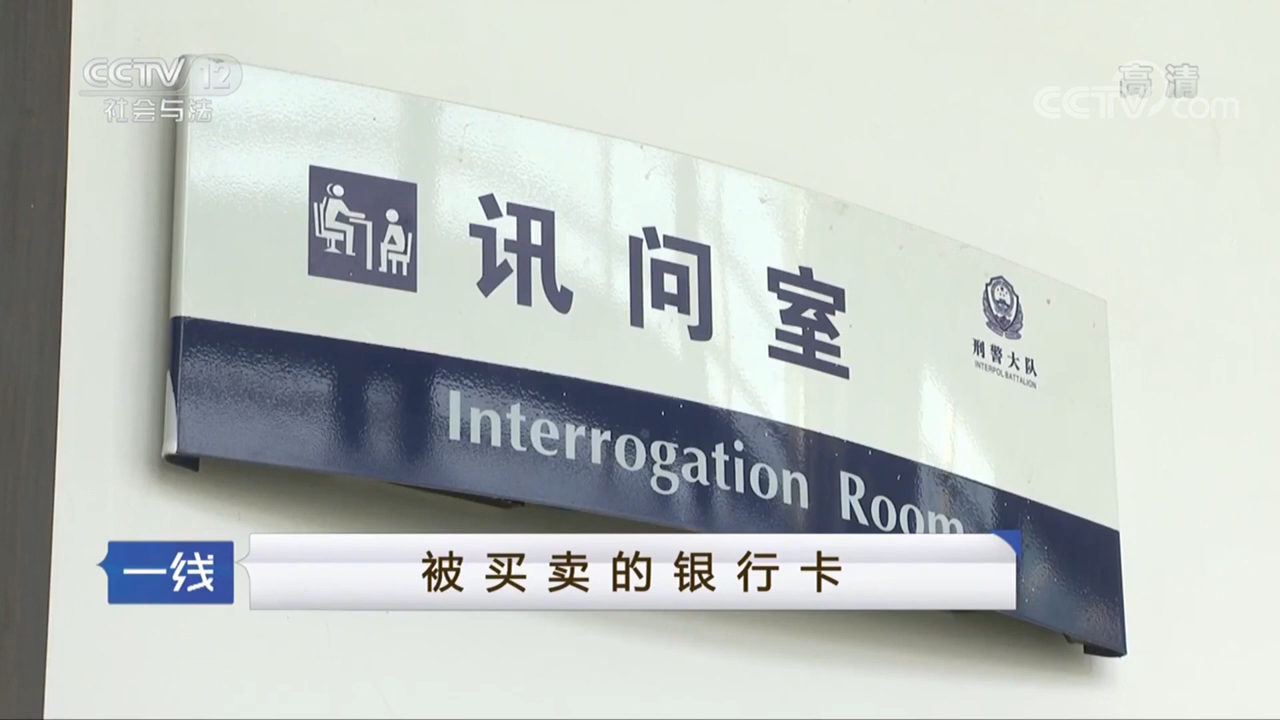 CCTV 12
社会与法
高清
CCTV.com
讯问室
刑警大队
INTERPOL BATTALION
Interrogation Room
一线
被买卖的银行卡